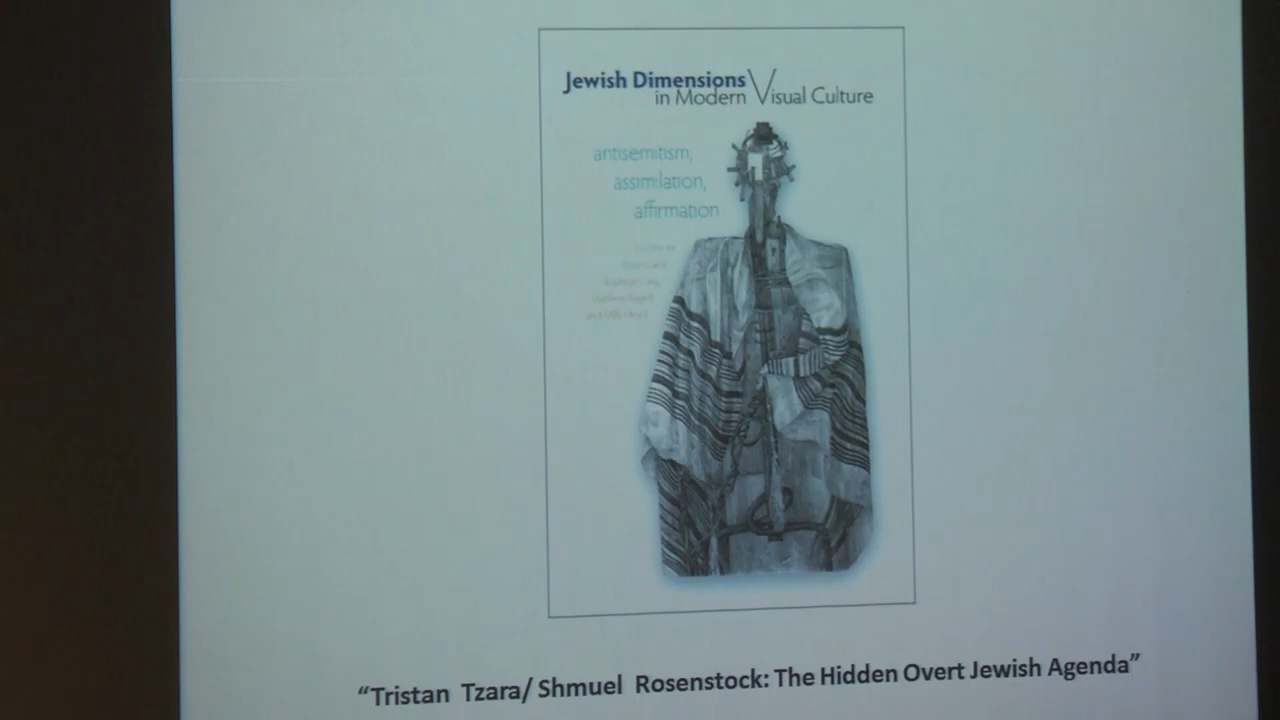 Jewish Dimensions
in Modern Visual Culture
antisemitism,
assimilation,
affirmation
"Tristan Tzara/ Shmuel Rosenstock: The Hidden Overt Jewish Agenda"